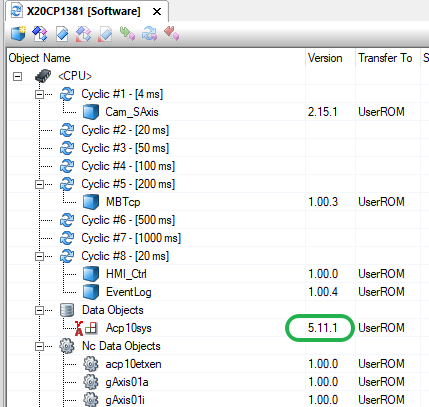 X20CP1381 [Software]
Object Name Version Transfer To S
<CPU>
Cyclic #1 - [4 ms]
Cam_SAxis 2.15.1 UserROM
Cyclic #2 - [20 ms]
Cyclic #3 - [50 ms]
Cyclic #4 - [100 ms]
Cyclic #5 - [200 ms]
MBTcp 1.00.3 UserROM
Cyclic #6 - [500 ms]
Cyclic #7 - [1000 ms]
Cyclic #8 - [20 ms]
HMI_Ctrl 1.00.0 UserROM
EventLog 1.00.4 UserROM
Data Objects
Acp10sys 5.11.1 UserROM
Nc Data Objects
acp10etxen 1.00.0 UserROM
gAxis01a 1.00.0 UserROM
gAxis01i 1.00.0 UserROM